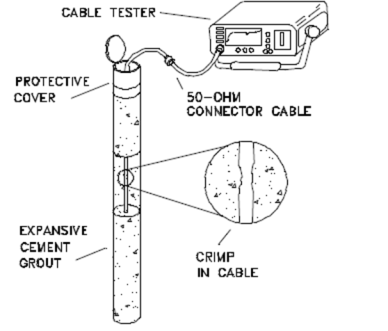 CABLE TESTER
PROTECTIVE
COVER
50-OHM
CONNECTOR CABLE
EXPANSIVE
CEMENT
GROUT
CRIMP
IN CABLE